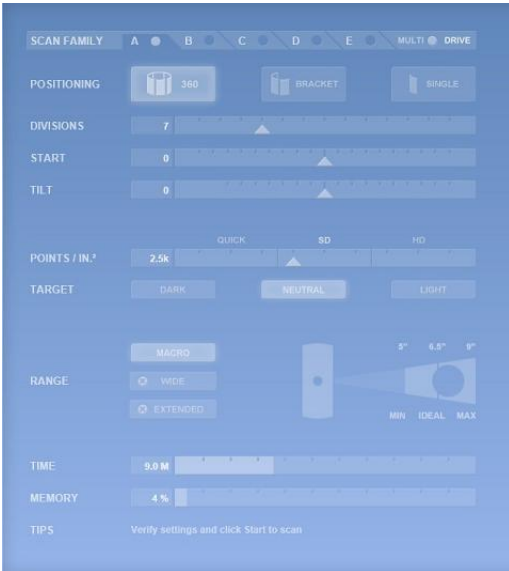 SCAN FAMILY A B C D E MULTI DRIVE
POSITIONING 360 BRACKET SINGLE
DIVISIONS 7
START 0
TILT 0
QUICK SD HD
POINTS / IN.² 2.5k
TARGET DARK NEUTRAL LIGHT
MACRO 5" 6.5" 9"
RANGE WIDE
EXTENDED MIN IDEAL MAX
TIME 9.0 M
MEMORY 4 %
TIPS Verify settings and click Start to scan